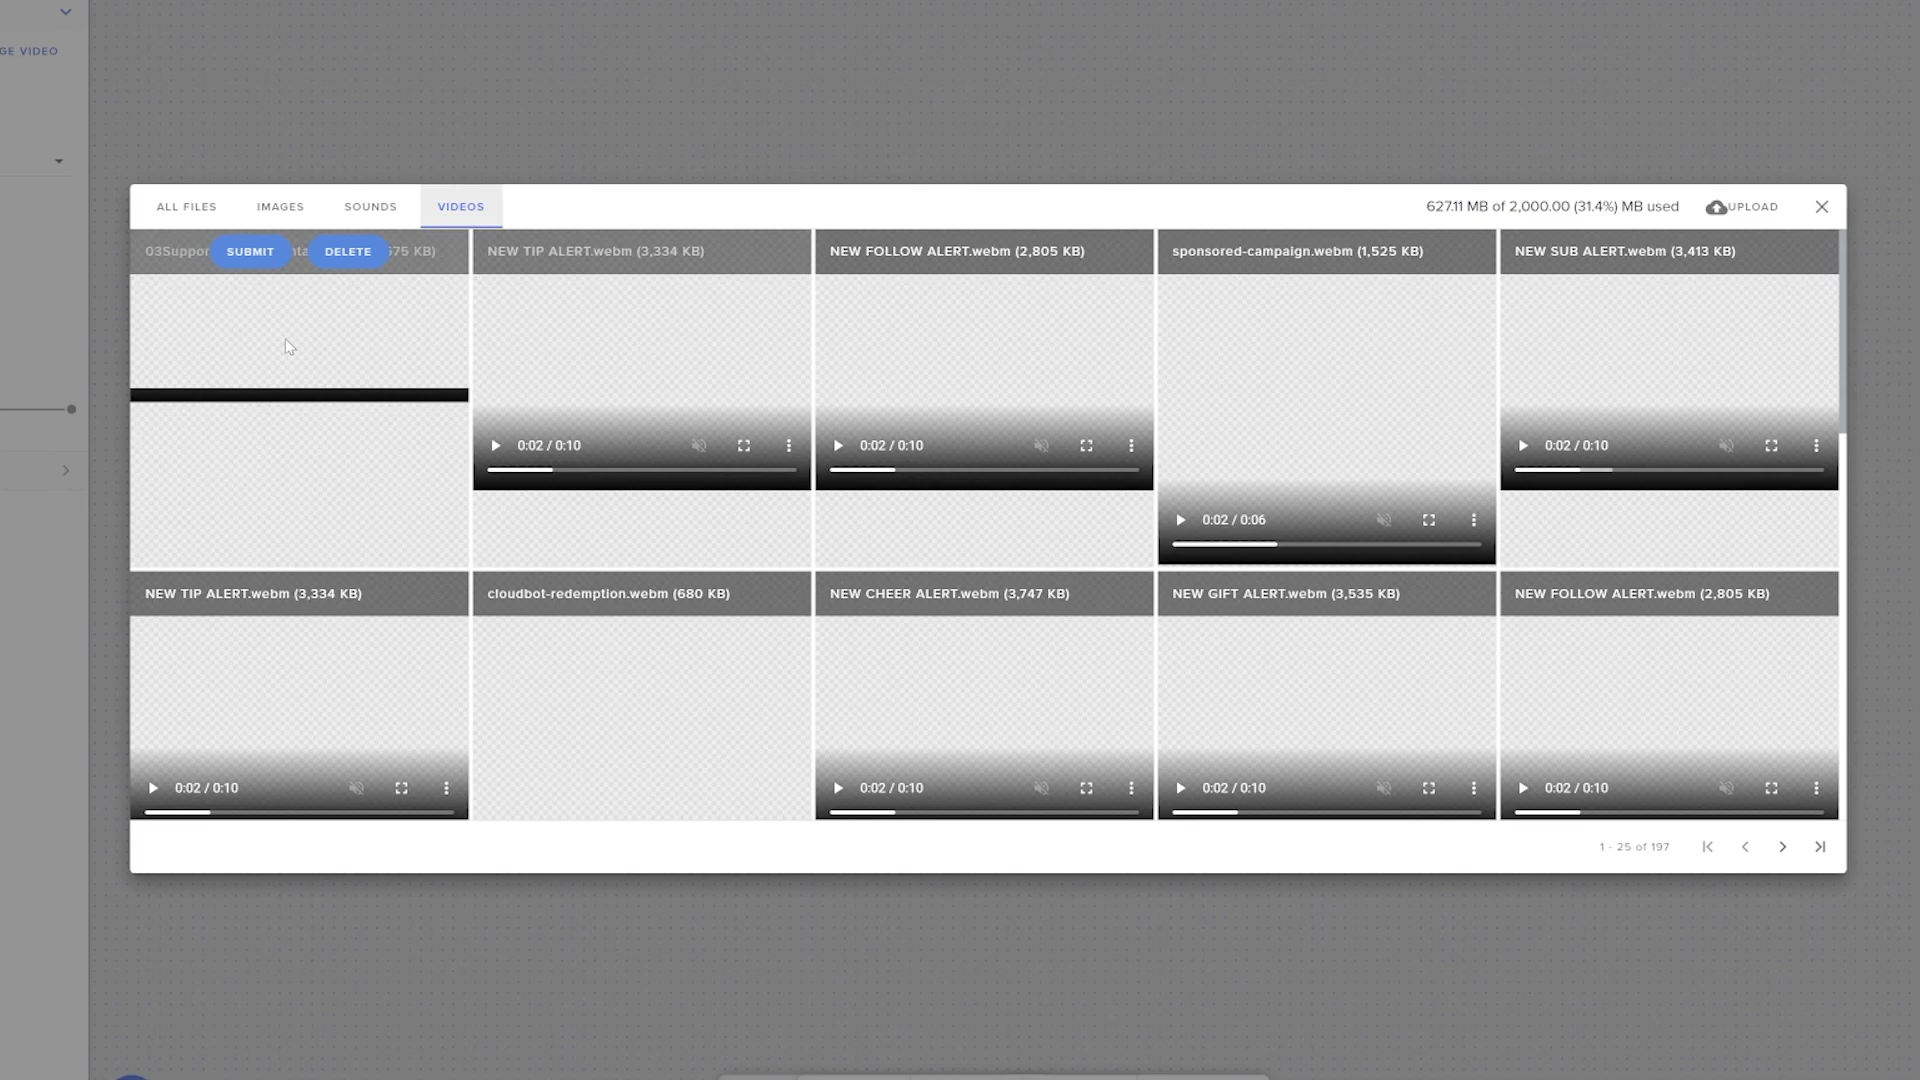 GE VIDEO
ALL FILES IMAGES SOUNDS VIDEOS 627.11 MB of 2,000.00 (31.4%) MB used UPLOAD
03Suppor SUBMIT nta DELETE 575 KB) NEW TIP ALERT.webm (3,334 KB) NEW FOLLOW ALERT.webm (2,805 KB) sponsored-campaign.webm (1,525 KB) NEW SUB ALERT.webm (3,413 KB)
0:02 / 0:10 0:02 / 0:10 0:02 / 0:10
0:02 / 0:06
NEW TIP ALERT.webm (3,334 KB) cloudbot-redemption.webm (680 KB) NEW CHEER ALERT.webm (3,747 KB) NEW GIFT ALERT.webm (3,535 KB) NEW FOLLOW ALERT.webm (2,805 KB)
0:02 / 0:10 0:02 / 0:10 0:02 / 0:10 0:02 / 0:10
1 - 25 of 197